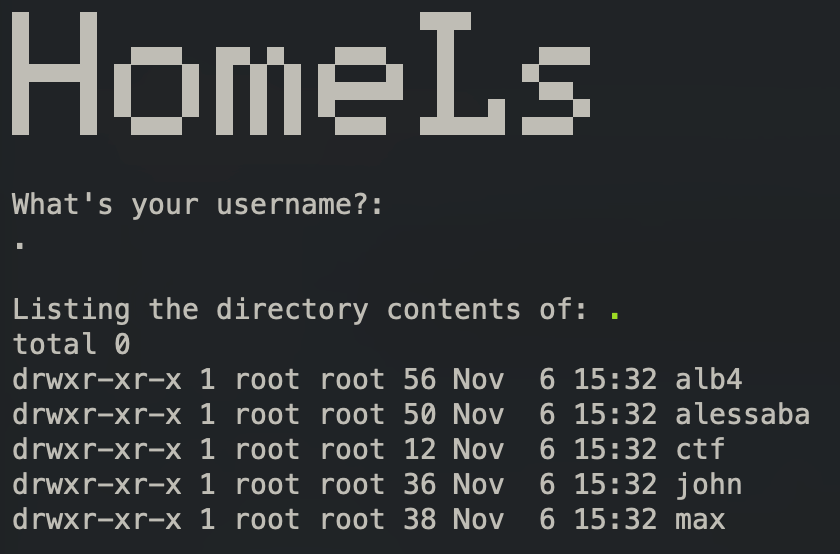 HomeLs
What's your username?:
.
Listing the directory contents of: .
total 0
drwxr-xr-x 1 root root 56 Nov  6 15:32 alb4
drwxr-xr-x 1 root root 50 Nov  6 15:32 alessaba
drwxr-xr-x 1 root root 12 Nov  6 15:32 ctf
drwxr-xr-x 1 root root 36 Nov  6 15:32 john
drwxr-xr-x 1 root root 38 Nov  6 15:32 max